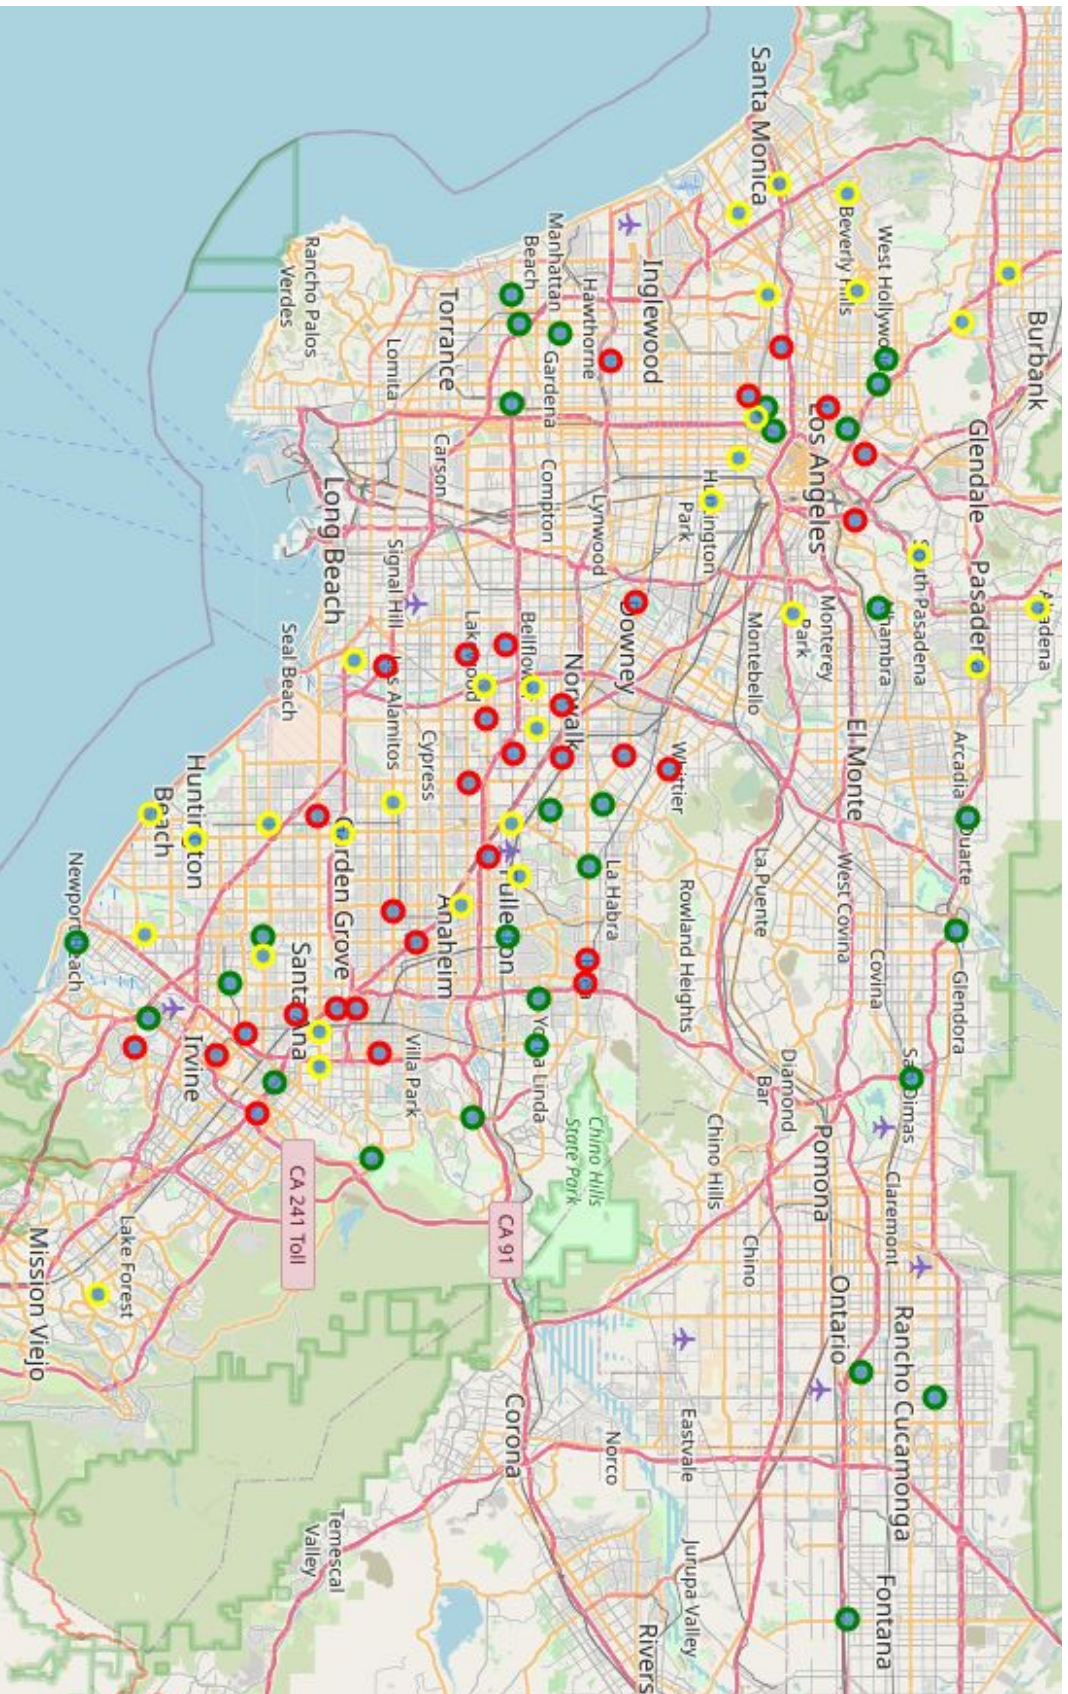 Burbank
Altadena
Glendale
Pasadena
Arcadia
Duarte
Glendora
South Pasadena
West Hollywood
Alhambra
San Dimas
Claremont
Rancho Cucamonga
Fontana
Covina
El Monte
West Covina
Beverly Hills
Ontario
Monterey
Park
Los Angeles
Pomona
Diamond
Bar
Santa Monica
Montebello
La Puente
Chino
Huntington
Park
Chino Hills
Rowland Heights
Eastvale
Jurupa Valley
Whittier
Inglewood
Rivers
Downey
La Habra
Norco
Hawthorne
Lynwood
Chino Hills
State Park
Norwalk
Manhattan
Beach
Gardena
Compton
Bellflower
Yorba Linda
Fullerton
CA 91
Corona
Lakewood
Torrance
Carson
Anaheim
Cypress
Villa Park
Lomita
Signal Hill
Los Alamitos
Garden Grove
Long Beach
Temescal
Valley
Rancho Palos
Verdes
Santa Ana
CA 241 Toll
Seal Beach
Huntington
Beach
Irvine
Lake Forest
Newport Beach
Mission Viejo